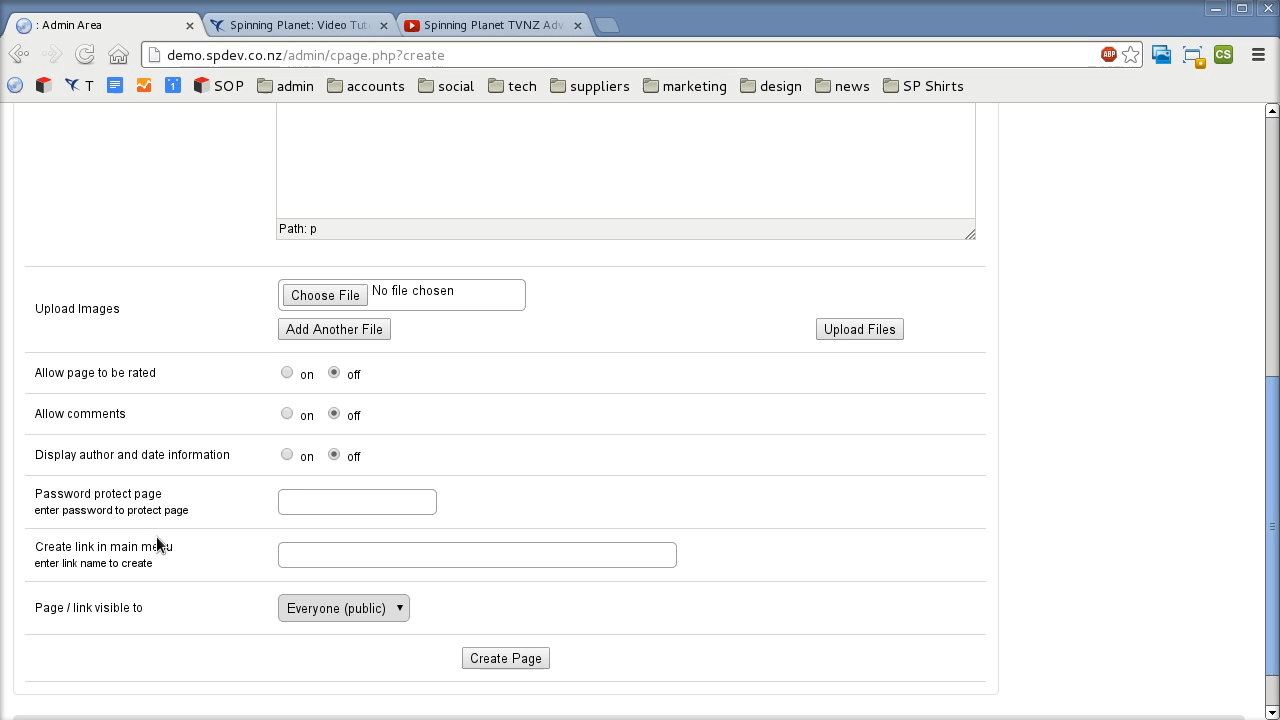 : Admin Area
Spinning Planet: Video Tut
Spinning Planet TVNZ Adv
demo.spdev.co.nz/admin/cpage.php?create
ABP
CS
T
1
SOP
admin
accounts
social
tech
suppliers
marketing
design
news
SP Shirts
Path: p
Upload Images
Choose File
No file chosen
Add Another File
Upload Files
Allow page to be rated
on
off
Allow comments
on
off
Display author and date information
on
off
Password protect page
enter password to protect page
Create link in main menu
enter link name to create
Page / link visible to
Everyone (public)
Create Page